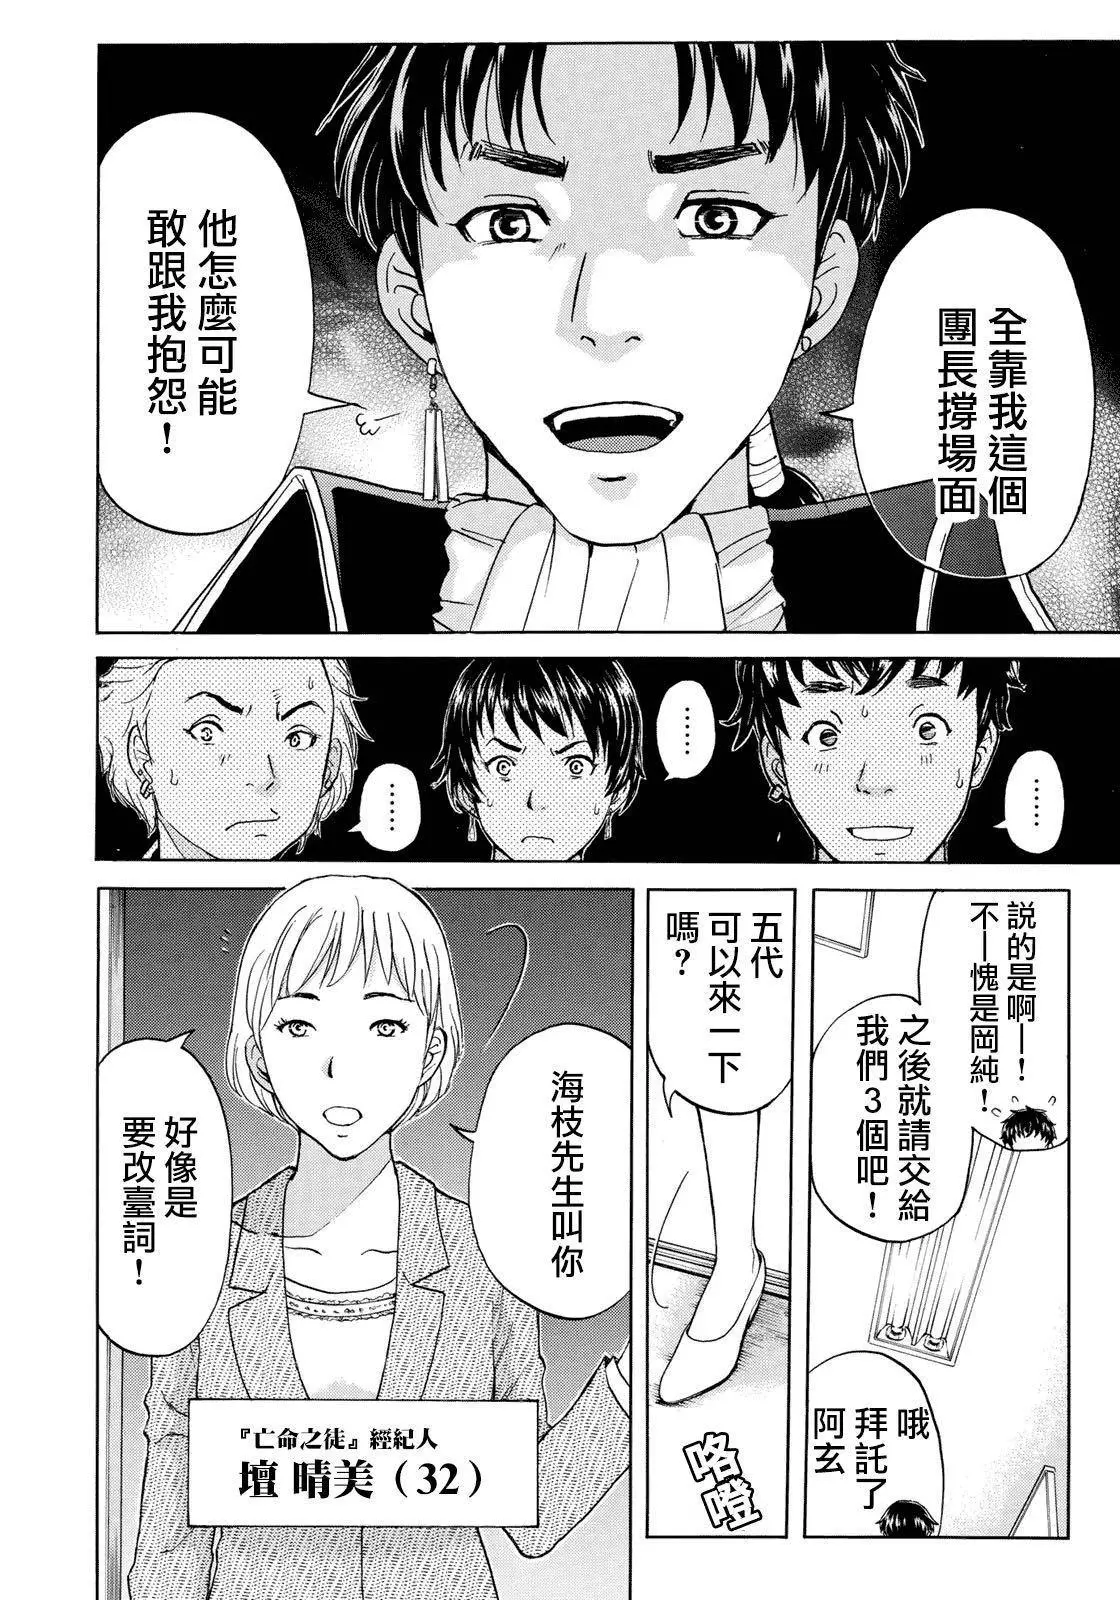 全靠我這個
團長撐場面
他怎麼可能
敢跟我抱怨！
……
……
……
説的是啊—！
不—愧是岡純！
之後就請交給
我們3個吧！
哦
拜託了
阿玄
五代
可以來一下
嗎？
咯噔
海枝先生叫你
好像是
要改臺詞！
『亡命之徒』經紀人
壇 晴美（32）